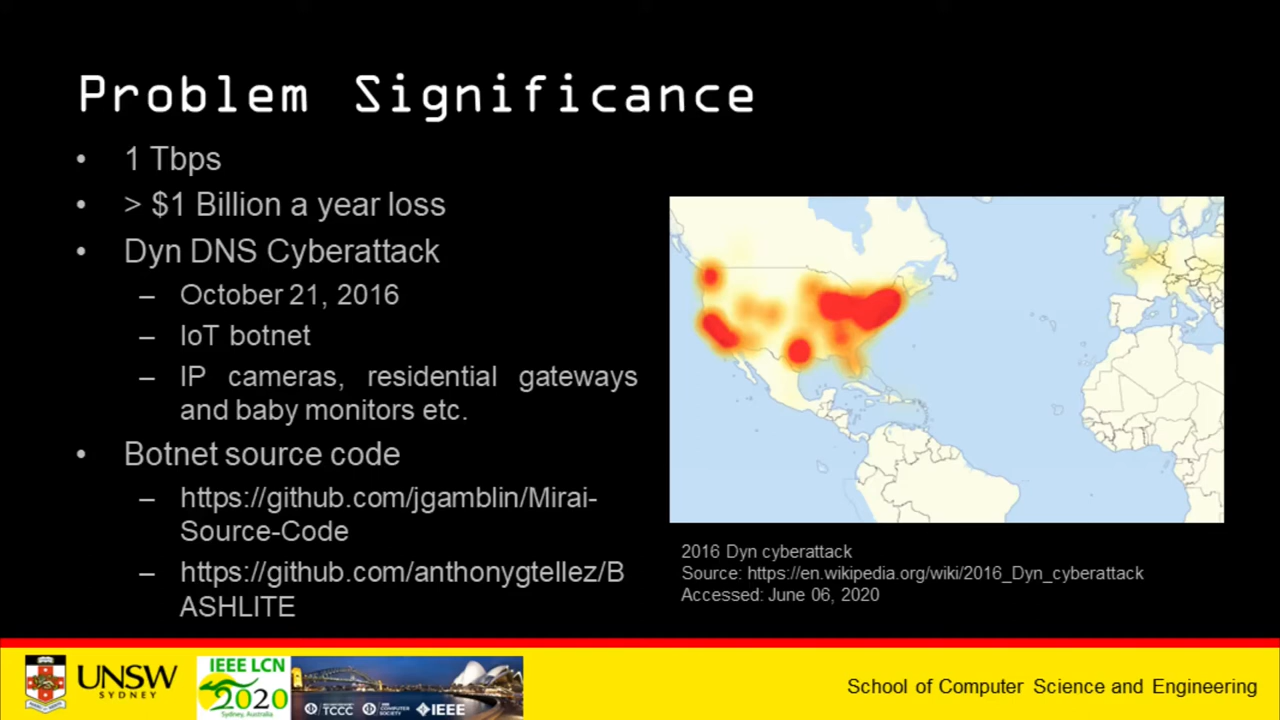 Problem Significance
• 1 Tbps
• > $1 Billion a year loss
• Dyn DNS Cyberattack
– October 21, 2016
– IoT botnet
– IP cameras, residential gateways
and baby monitors etc.
• Botnet source code
– https://github.com/jgamblin/Mirai-
Source-Code
– https://github.com/anthonygtellez/B
ASHLITE
2016 Dyn cyberattack
Source: https://en.wikipedia.org/wiki/2016_Dyn_cyberattack
Accessed: June 06, 2020
UNSW
SYDNEY
IEEE LCN
2020
Sydney, Australia
TCCC
IEEE COMPUTER
SOCIETY
IEEE
School of Computer Science and Engineering